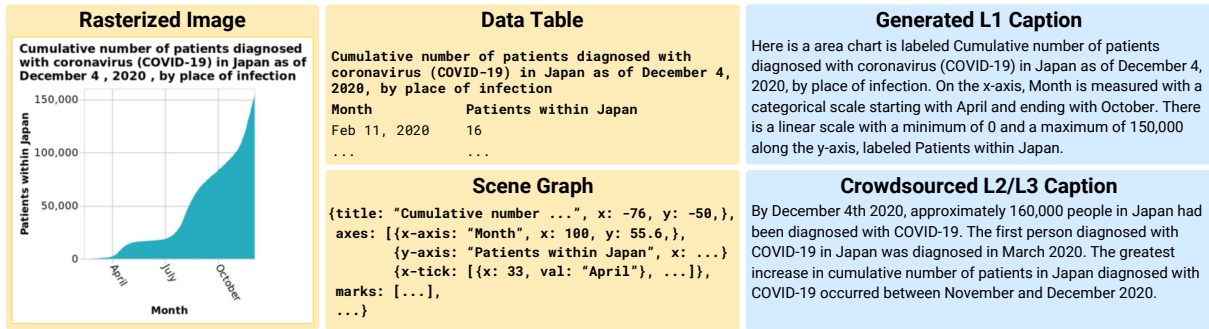 Rasterized Image
Cumulative number of patients diagnosed
with coronavirus (COVID-19) in Japan as of
December 4 , 2020 , by place of infection
150,000
100,000
50,000
0
Patients within Japan
April
July
October
Month
Data Table
Cumulative number of patients diagnosed with
coronavirus (COVID-19) in Japan as of December 4,
2020, by place of infection
Month Patients within Japan
Feb 11, 2020 16
... ...
Scene Graph
{title: “Cumulative number ...”, x: -76, y: -50,},
axes: [{x-axis: “Month”, x: 100, y: 55.6,},
{y-axis: “Patients within Japan”, x: ...}
{x-tick: [{x: 33, val: “April”}, ...]},
marks: [...],
...}
Generated L1 Caption
Here is a area chart is labeled Cumulative number of patients
diagnosed with coronavirus (COVID-19) in Japan as of December 4,
2020, by place of infection. On the x-axis, Month is measured with a
categorical scale starting with April and ending with October. There
is a linear scale with a minimum of 0 and a maximum of 150,000
along the y-axis, labeled Patients within Japan.
Crowdsourced L2/L3 Caption
By December 4th 2020, approximately 160,000 people in Japan had
been diagnosed with COVID-19. The first person diagnosed with
COVID-19 in Japan was diagnosed in March 2020. The greatest
increase in cumulative number of patients in Japan diagnosed with
COVID-19 occurred between November and December 2020.